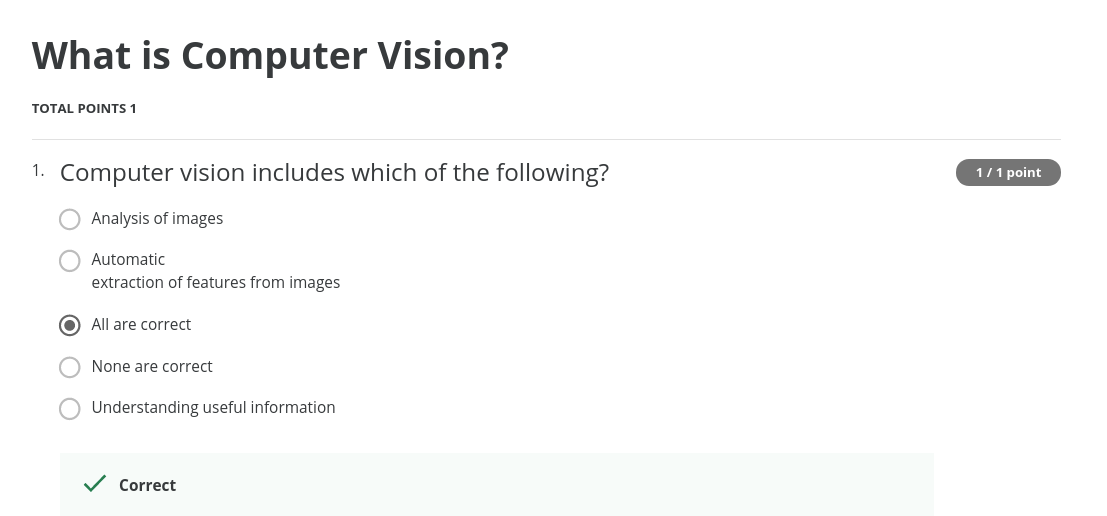 What is Computer Vision?
TOTAL POINTS 1
1. Computer vision includes which of the following?
1 / 1 point
Analysis of images
Automatic
extraction of features from images
All are correct
None are correct
Understanding useful information
Correct